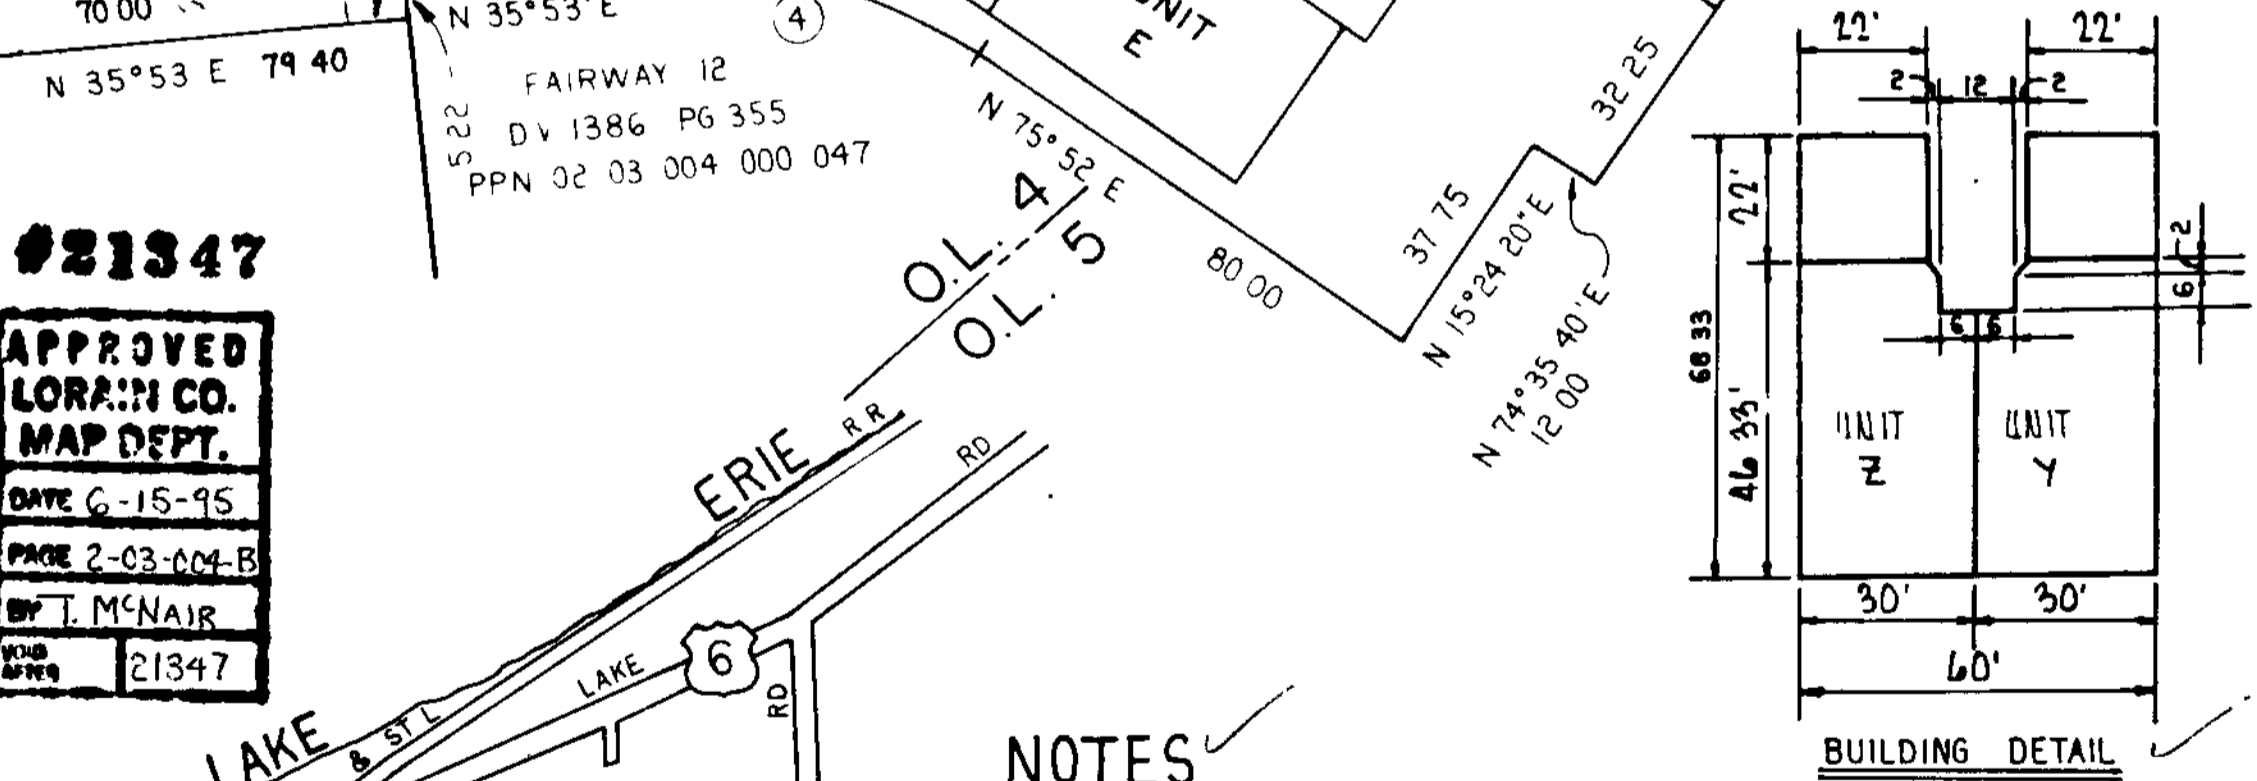 70 00
N 35°53 E 79 40
N 35°53' E
4
5 22
FAIRWAY 12
DV 1386 PG 355
PPN 02 03 004 000 047
UNIT
E
N 75° 52 E
80 00
37 75
32 25
N 15°24 20"E
N 74°35 40'E
12 00
O.L. 4
O.L. 5
#21347
APPROVED
LORAIN CO.
MAP DEPT.
DATE 6-15-95
PAGE 2-03-004-B
BY T. McNAIR
VOID AFTER 21347
LAKE ERIE
& ST L
R R
LAKE
6
RD
RD
NOTES
22' 22'
2 12 2
22'
2
6
6 6
68 33
46 33'
UNIT
Z
UNIT
Y
30' 30'
60'
BUILDING DETAIL